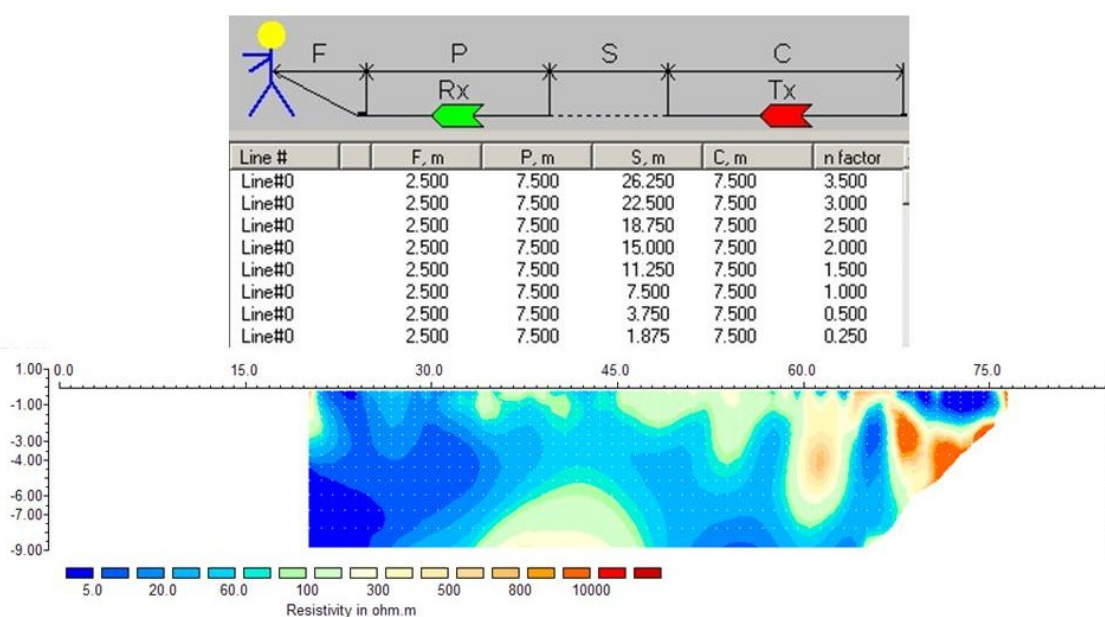 F P S C
Rx Tx
Line # F, m P, m S, m C, m n factor
Line#0 2.500 7.500 26.250 7.500 3.500
Line#0 2.500 7.500 22.500 7.500 3.000
Line#0 2.500 7.500 18.750 7.500 2.500
Line#0 2.500 7.500 15.000 7.500 2.000
Line#0 2.500 7.500 11.250 7.500 1.500
Line#0 2.500 7.500 7.500 7.500 1.000
Line#0 2.500 7.500 3.750 7.500 0.500
Line#0 2.500 7.500 1.875 7.500 0.250
1.00 0.0 15.0 30.0 45.0 60.0 75.0
-1.00
-3.00
-4.00
-6.00
-7.00
-9.00
5.0 20.0 60.0 100 300 500 800 10000
Resistivity in ohm.m